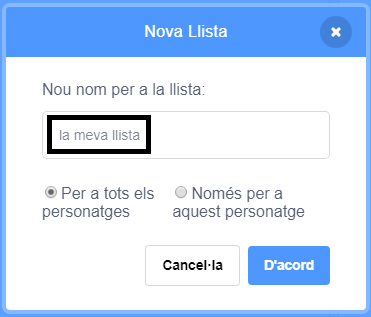 Nova Llista
Nou nom per a la llista:
la meva llista
Per a tots els
personatges
Només per a
aquest personatge
Cancel·la
D'acord